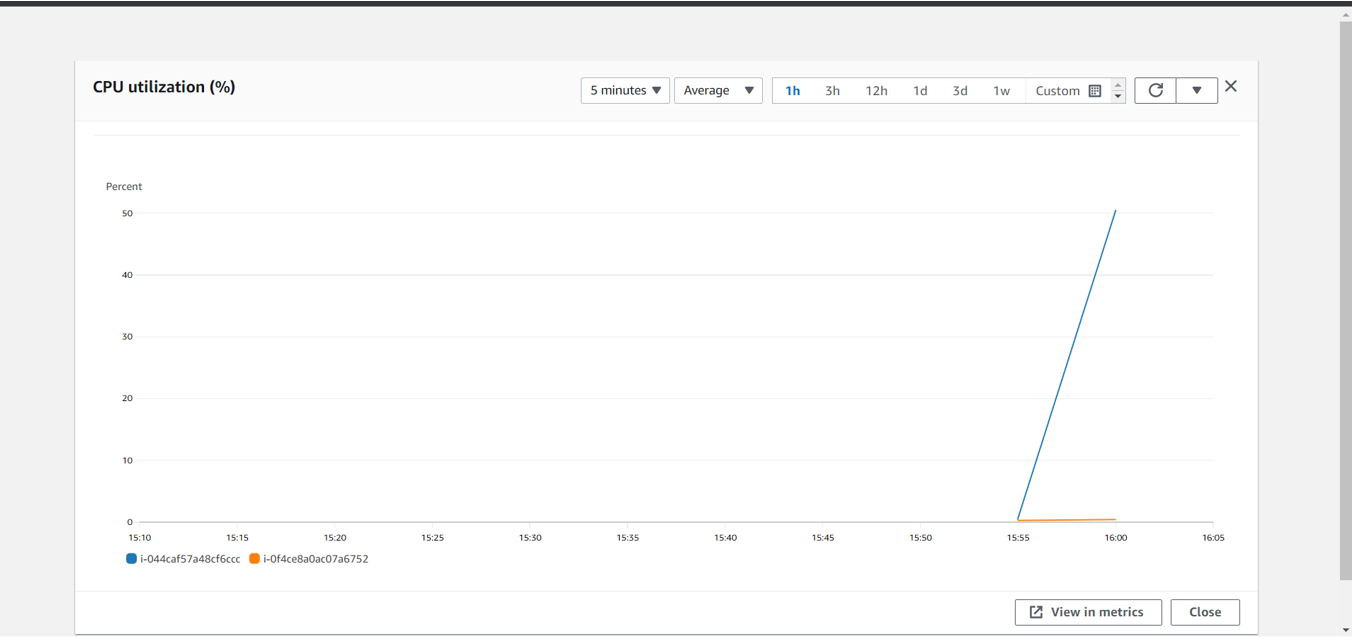 CPU utilization (%)
5 minutes Average 1h 3h 12h 1d 3d 1w Custom
Percent
50
40
30
20
10
0
15:10 15:15 15:20 15:25 15:30 15:35 15:40 15:45 15:50 15:55 16:00 16:05
i-044caf57a48cf6ccc i-0f4ce8a0ac07a6752
View in metrics Close